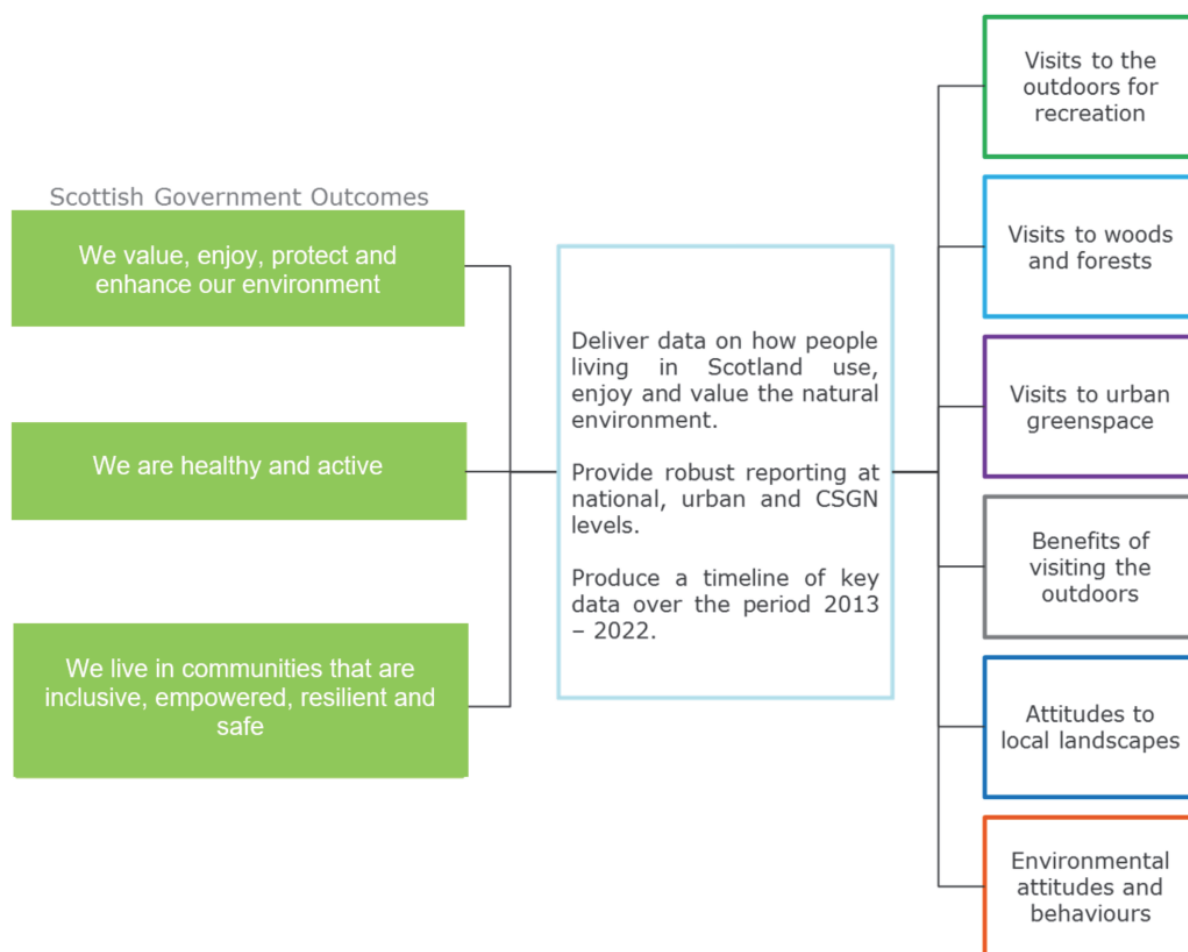 Scottish Government Outcomes
We value, enjoy, protect and
enhance our environment
We are healthy and active
We live in communities that are
inclusive, empowered, resilient and
safe
Deliver data on how people
living in Scotland use,
enjoy and value the natural
environment.
Provide robust reporting at
national, urban and CSGN
levels.
Produce a timeline of key
data over the period 2013
– 2022.
Visits to the
outdoors for
recreation
Visits to woods
and forests
Visits to urban
greenspace
Benefits of
visiting the
outdoors
Attitudes to
local landscapes
Environmental
attitudes and
behaviours